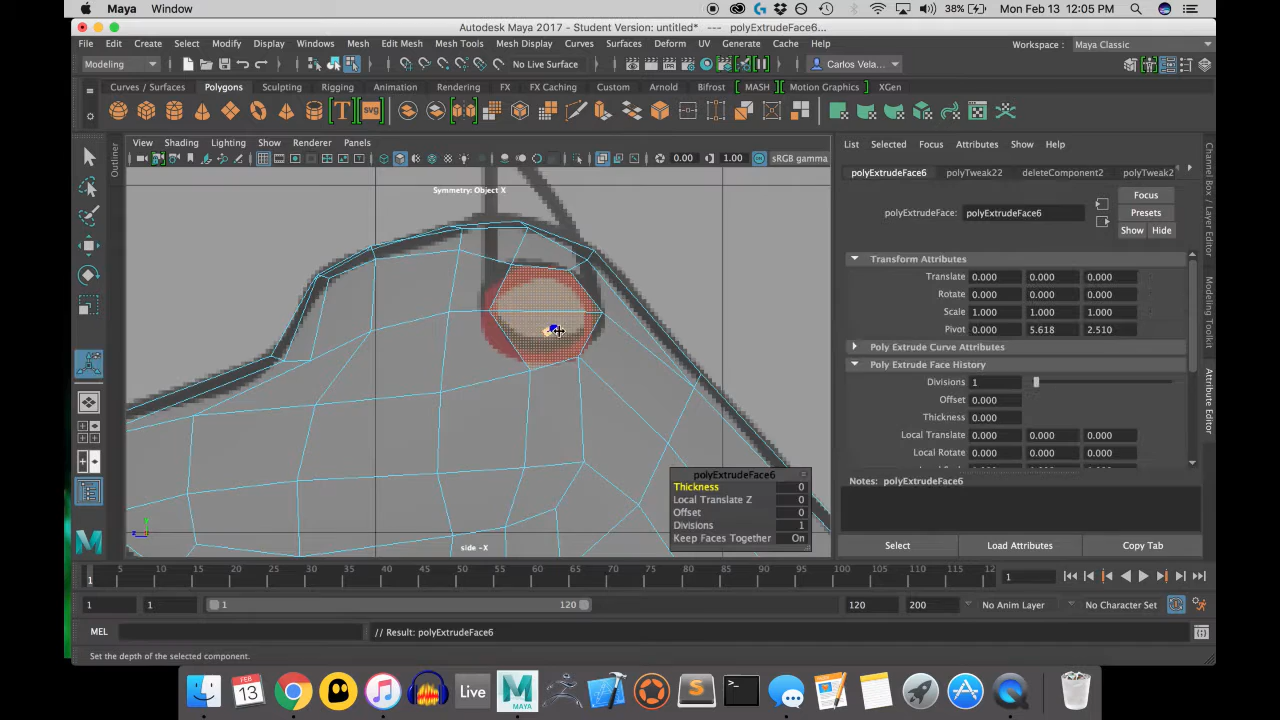 Maya Window 38% Mon Feb 13 12:05 PM
Autodesk Maya 2017 - Student Version: untitled* --- polyExtrudeFace6...
File Edit Create Select Modify Display Windows Mesh Edit Mesh Mesh Tools Mesh Display Curves Surfaces Deform UV Generate Cache Help Workspace : Maya Classic
Modeling No Live Surface Carlos Vela...
Curves / Surfaces Polygons Sculpting Rigging Animation Rendering FX FX Caching Custom Arnold Bifrost MASH Motion Graphics XGen
T SVG
View Shading Lighting Show Renderer Panels
0.00 1.00 sRGB gamma
Outliner
Symmetry: Object X
side -X
polyExtrudeFace6
Thickness 0
Local Translate Z 0
Offset 0
Divisions 1
Keep Faces Together On
List Selected Focus Attributes Show Help
polyExtrudeFace6 polyTweak22 deleteComponent2 polyTweak2
Focus
polyExtrudeFace: polyExtrudeFace6 Presets
Show Hide
Transform Attributes
Translate 0.000 0.000 0.000
Rotate 0.000 0.000 0.000
Scale 1.000 1.000 1.000
Pivot 0.000 5.618 2.510
Poly Extrude Curve Attributes
Poly Extrude Face History
Divisions 1
Offset 0.000
Thickness 0.000
Local Translate 0.000 0.000 0.000
Local Rotate 0.000 0.000 0.000
Notes: polyExtrudeFace6
Select Load Attributes Copy Tab
Channel Box / Layer Editor
Modeling Toolkit
Attribute Editor
1 5 10 15 20 25 30 35 40 45 50 55 60 65 70 75 80 85 90 95 100 105 110 115 12 1
1 1 1 120 120 200 No Anim Layer No Character Set
MEL // Result: polyExtrudeFace6
Set the depth of the selected component.
FEB
13
Live
MAYA
S
>_